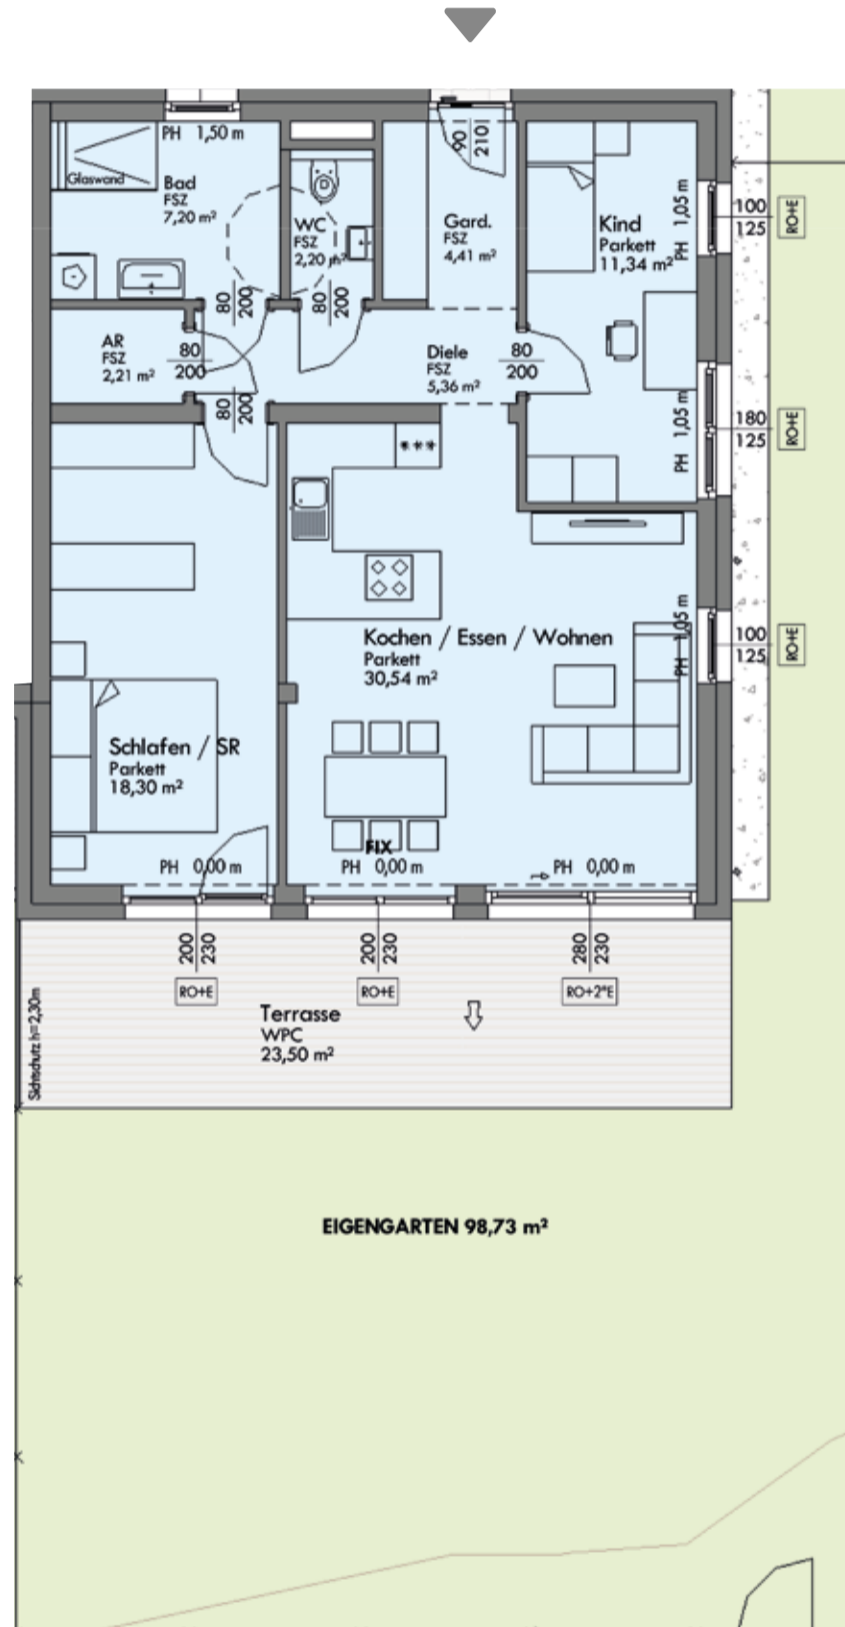 PH 1,50 m
Glaswand
Bad
FSZ
7,20 m²
80
200
WC
FSZ
2,20 m²
80
200
90
210
Gard.
FSZ
4,41 m²
Kind
Parkett
11,34 m²
PH 1,05 m
100
125
RO+E
AR
FSZ
2,21 m²
80
200
80
200
Diele
FSZ
5,36 m²
80
200
PH 1,05 m
180
125
RO+E
***
Kochen / Essen / Wohnen
Parkett
30,54 m²
PH 1,05 m
100
125
RO+E
Schlafen / SR
Parkett
18,30 m²
FIX
PH 0,00 m
PH 0,00 m
PH 0,00 m
200
230
200
230
280
230
RO+E
RO+E
RO+2*E
Sichtschutz h=2,30m
Terrasse
WPC
23,50 m²
EIGENGARTEN 98,73 m²